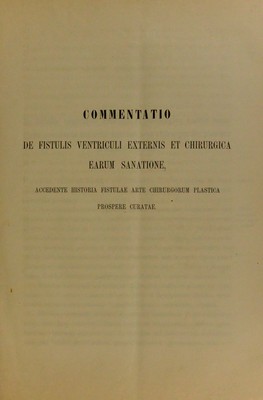 COMMENTATIO
DE FISTULIS VENTRICULI EXTERNIS ET CHIRURGICA
EARUM SANATIONE,
ACCEDENTE HISTORIA FISTULAE ARTE CHIRURGORUM PLASTICA
PROSPERE CURATAE.